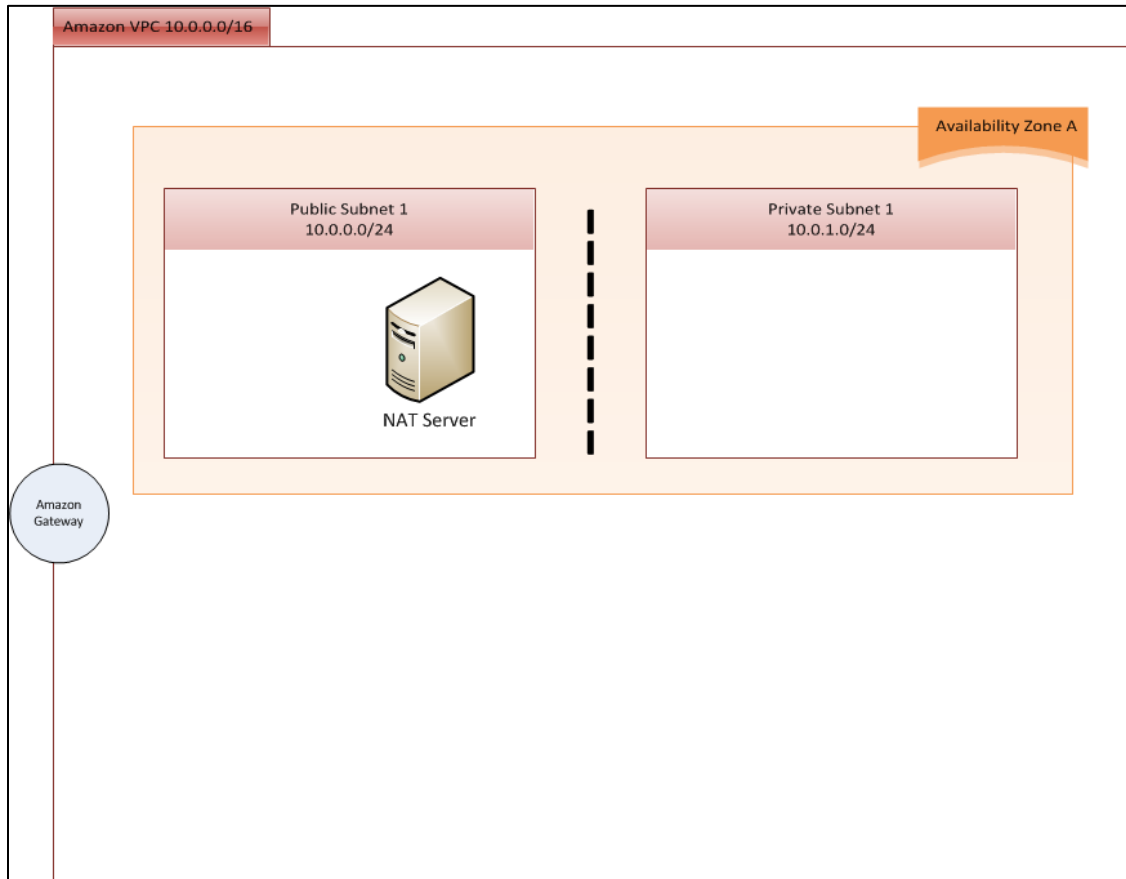 Amazon VPC 10.0.0.0/16
Availability Zone A
Public Subnet 1
10.0.0.0/24
Private Subnet 1
10.0.1.0/24
NAT Server
Amazon
Gateway